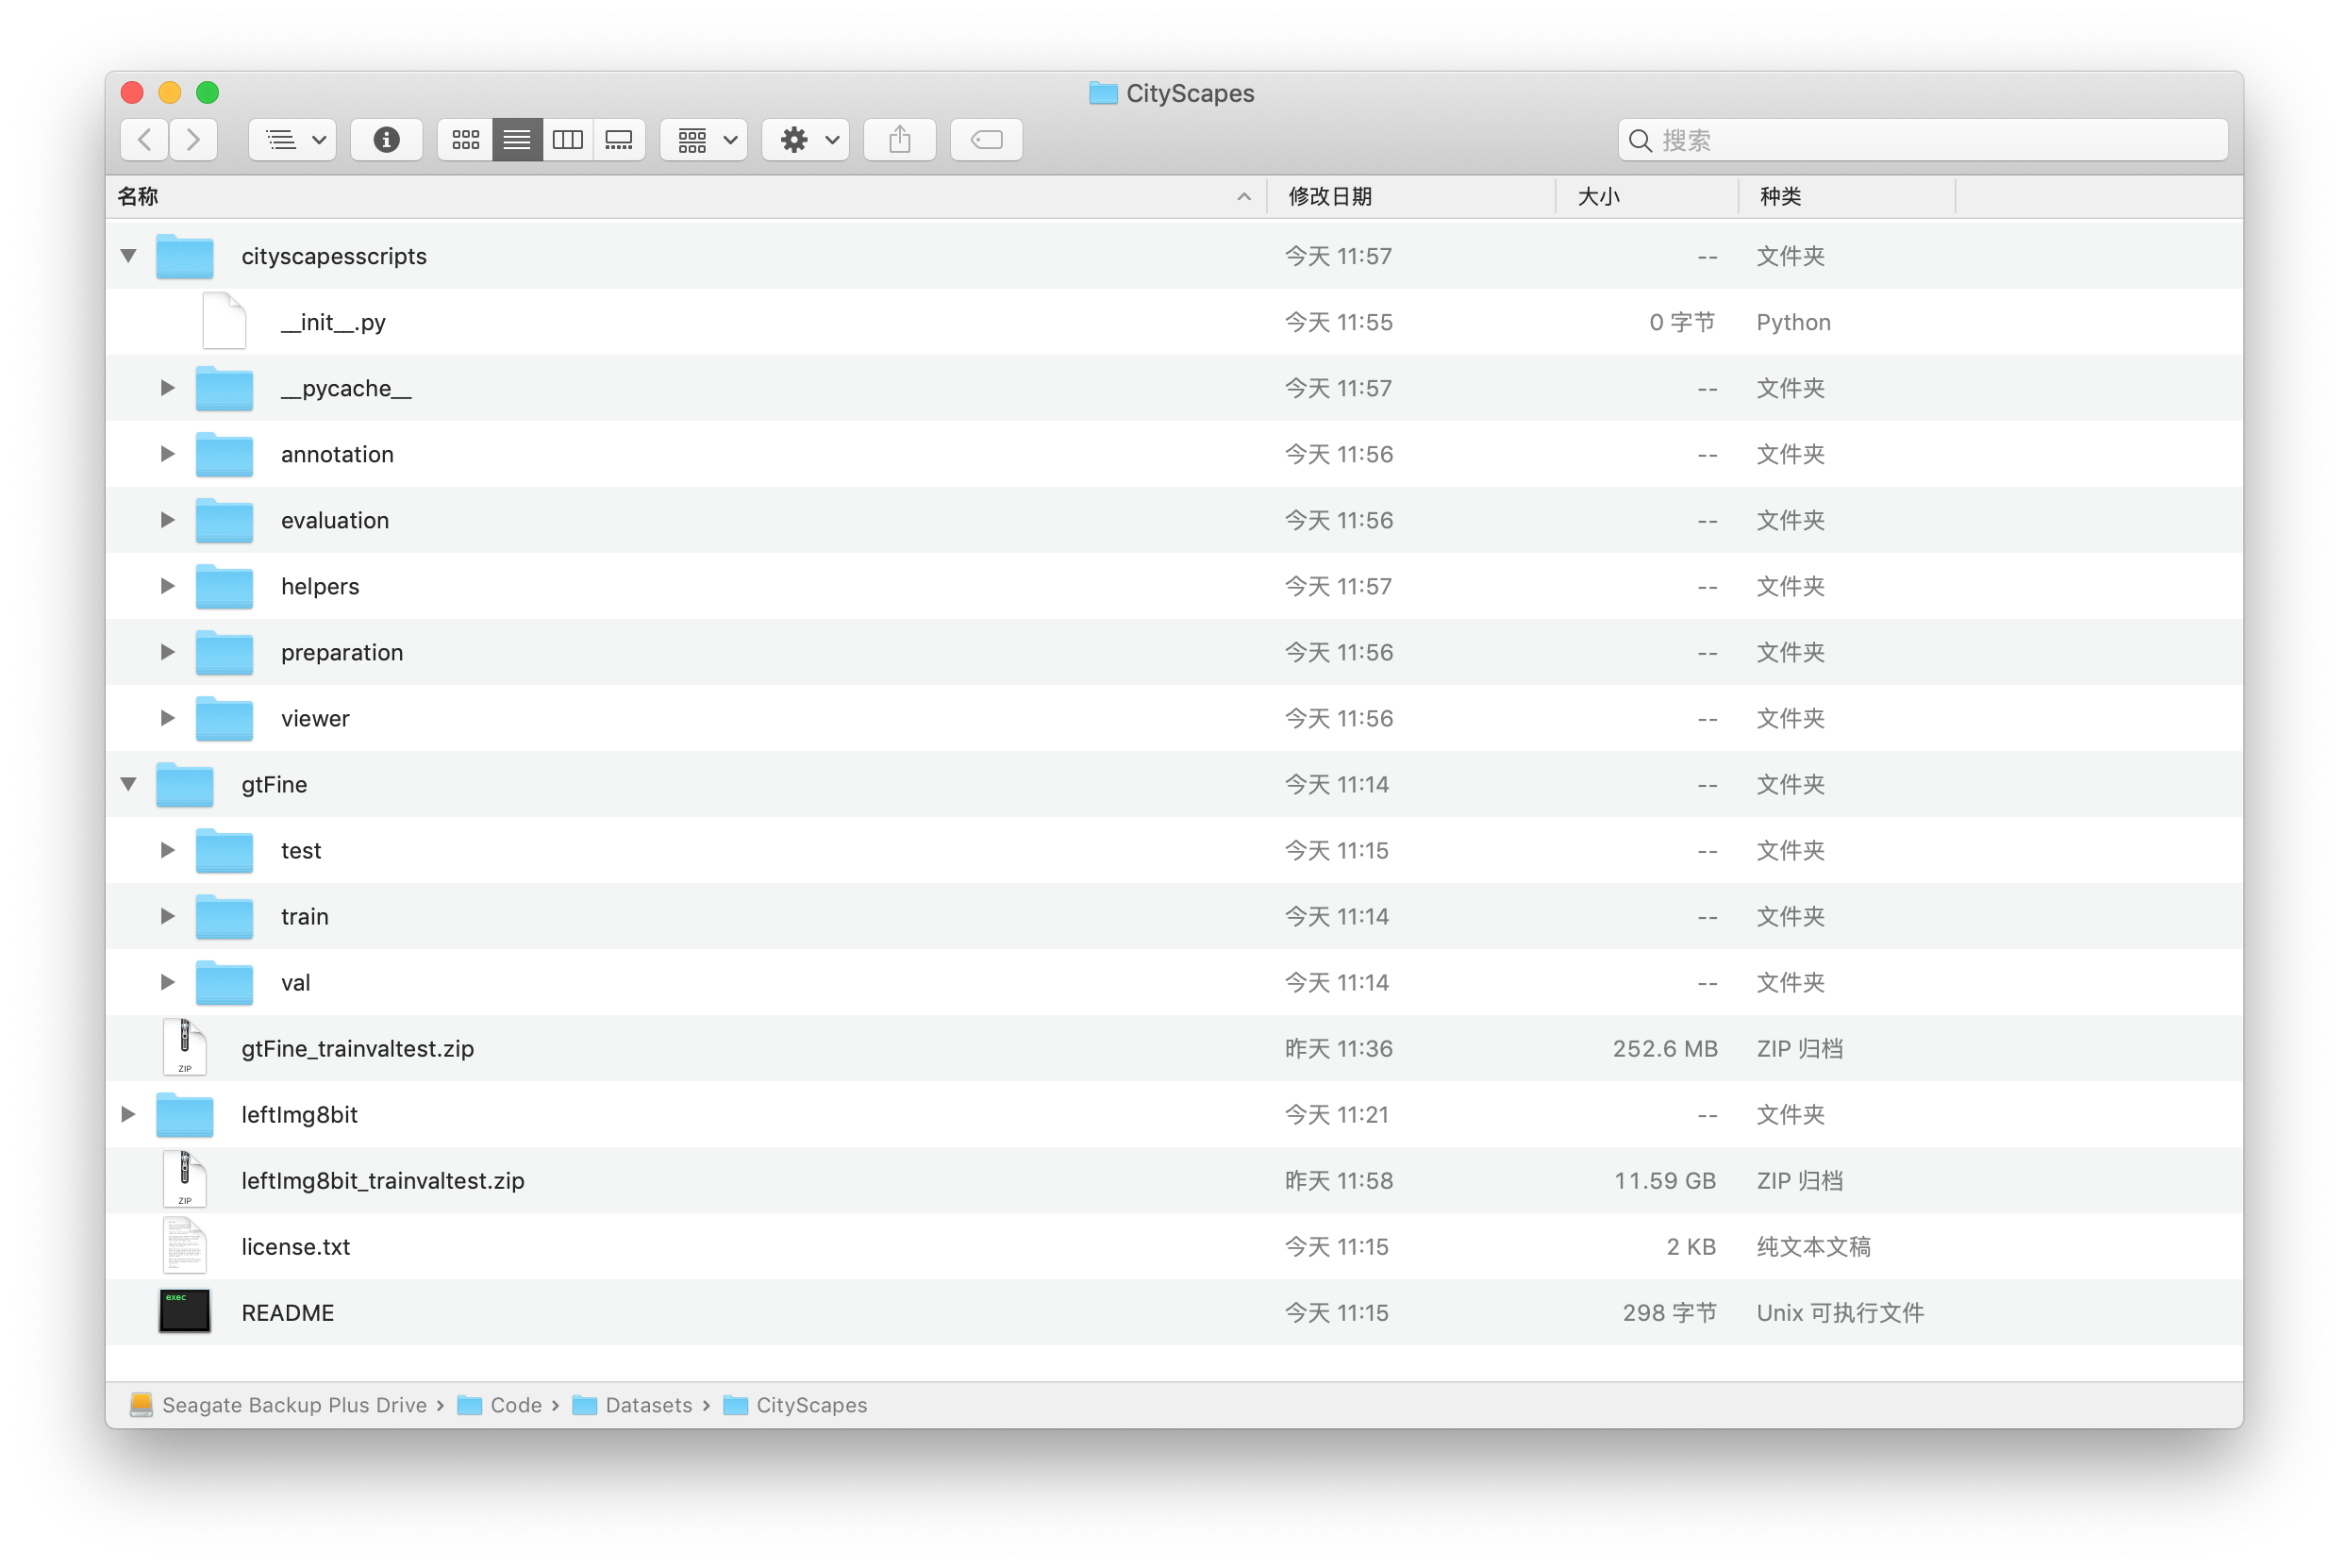 CityScapes
搜索
名称 修改日期 大小 种类
cityscapesscripts 今天 11:57 -- 文件夹
__init__.py 今天 11:55 0 字节 Python
__pycache__ 今天 11:57 -- 文件夹
annotation 今天 11:56 -- 文件夹
evaluation 今天 11:56 -- 文件夹
helpers 今天 11:57 -- 文件夹
preparation 今天 11:56 -- 文件夹
viewer 今天 11:56 -- 文件夹
gtFine 今天 11:14 -- 文件夹
test 今天 11:15 -- 文件夹
train 今天 11:14 -- 文件夹
val 今天 11:14 -- 文件夹
ZIP gtFine_trainvaltest.zip 昨天 11:36 252.6 MB ZIP 归档
leftImg8bit 今天 11:21 -- 文件夹
ZIP leftImg8bit_trainvaltest.zip 昨天 11:58 11.59 GB ZIP 归档
license.txt 今天 11:15 2 KB 纯文本文稿
exec README 今天 11:15 298 字节 Unix 可执行文件
Seagate Backup Plus Drive › Code › Datasets › CityScapes